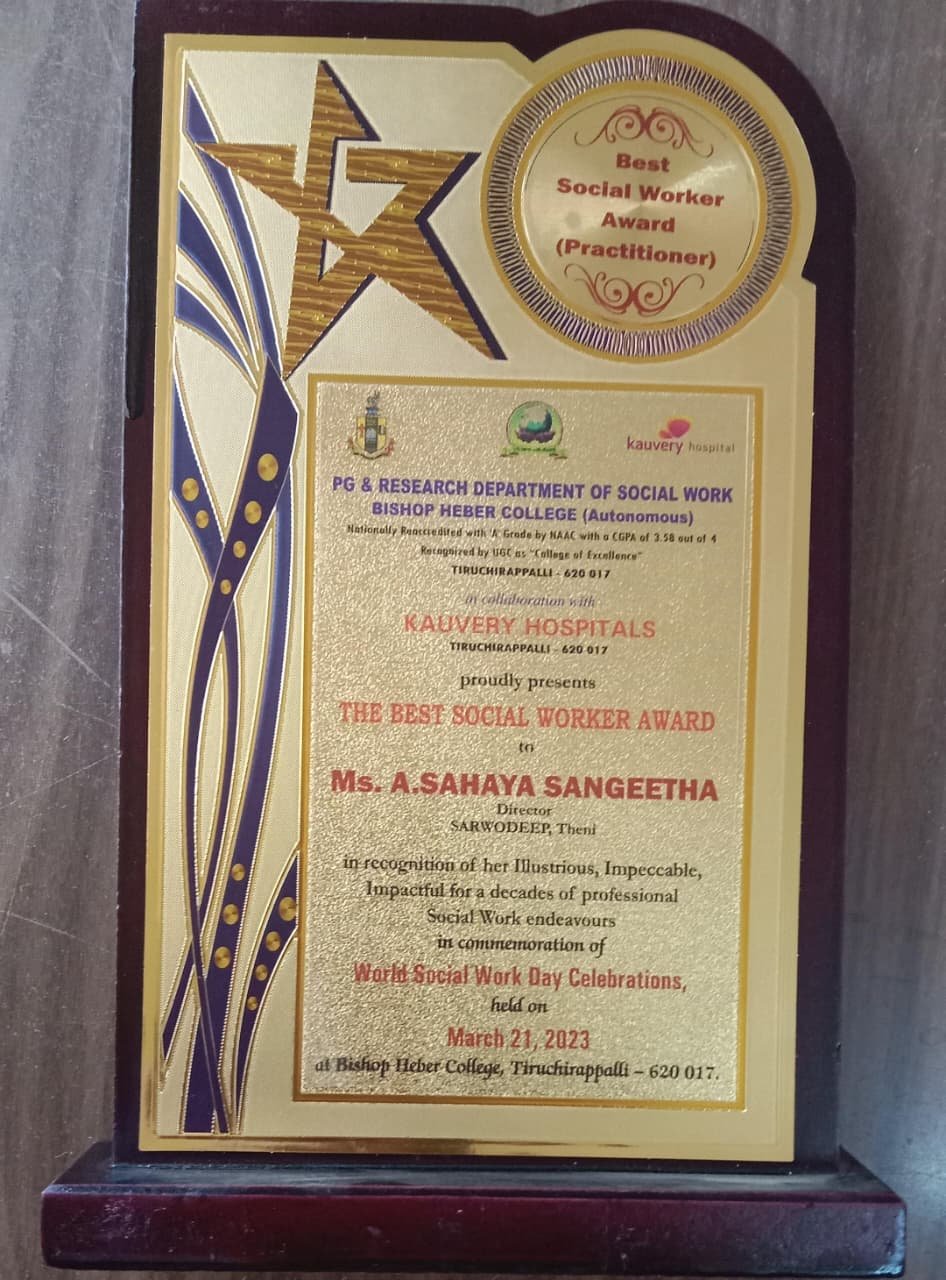 Best
Social Worker
Award
(Practitioner)
kauvery hospital
PG & RESEARCH DEPARTMENT OF SOCIAL WORK
BISHOP HEBER COLLEGE (Autonomous)
Nationally Reaccredited with 'A' Grade by NAAC with a CGPA of 3.58 out of 4
Recognized by UGC as "College of Excellence"
TIRUCHIRAPPALLI - 620 017
in collaboration with
KAUVERY HOSPITALS
TIRUCHIRAPPALLI - 620 017
proudly presents
THE BEST SOCIAL WORKER AWARD
to
Ms. A.SAHAYA SANGEETHA
Director
SARWODEEP, Theni
in recognition of her Illustrious, Impeccable,
Impactful for a decades of professional
Social Work endeavours
in commemoration of
World Social Work Day Celebrations,
held on
March 21, 2023
at Bishop Heber College, Tiruchirappalli – 620 017.